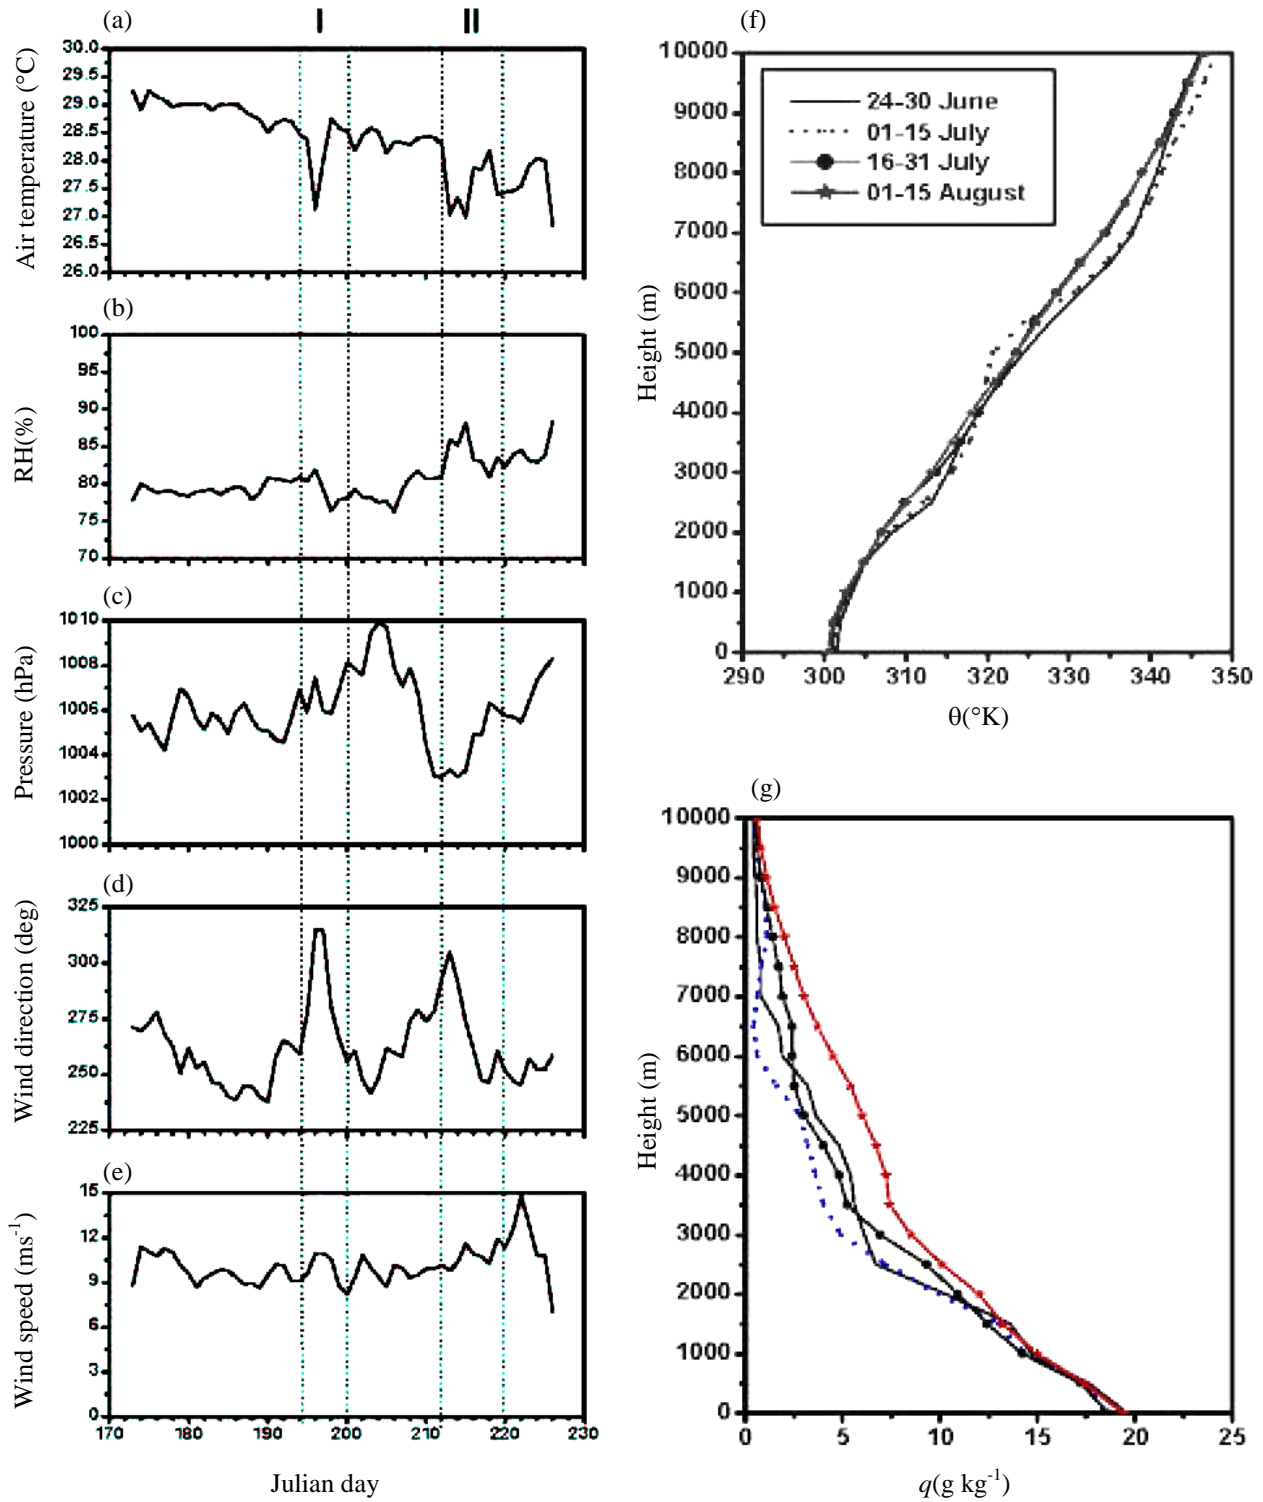 (a)
I
II
30.0
29.5
29.0
28.5
28.0
27.5
27.0
26.5
26.0
Air temperature (°C)
(b)
100
95
90
85
80
75
70
RH(%)
(c)
1010
1008
1006
1004
1002
1000
Pressure (hPa)
(d)
325
300
275
250
225
Wind direction (deg)
(e)
15
12
9
6
3
0
Wind speed (ms-1)
170 180 190 200 210 220 230
Julian day
(f)
10000
9000
8000
7000
6000
5000
4000
3000
2000
1000
0
Height (m)
24-30 June
01-15 July
16-31 July
01-15 August
290 300 310 320 330 340 350
θ(°K)
(g)
10000
9000
8000
7000
6000
5000
4000
3000
2000
1000
0
Height (m)
0 5 10 15 20 25
q(g kg-1)